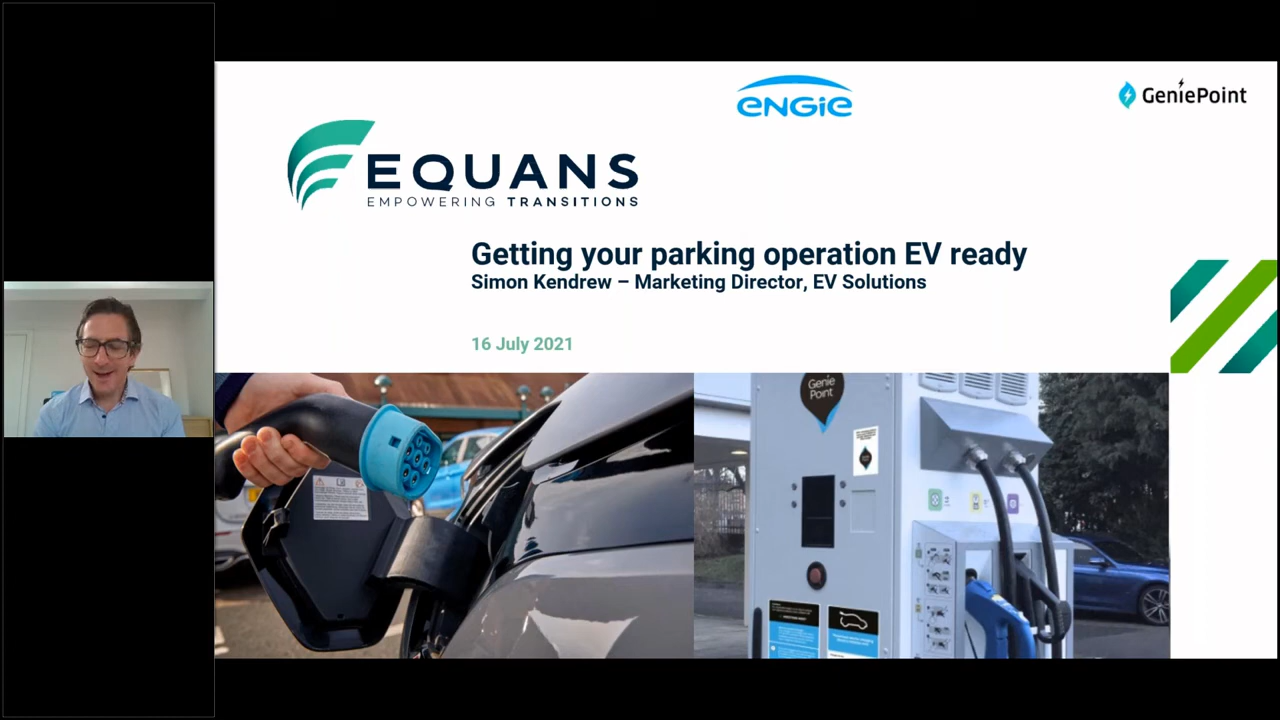 ENGIE
GeniePoint
EQUANS
EMPOWERING TRANSITIONS
Getting your parking operation EV ready
Simon Kendrew – Marketing Director, EV Solutions
16 July 2021
Genie
Point